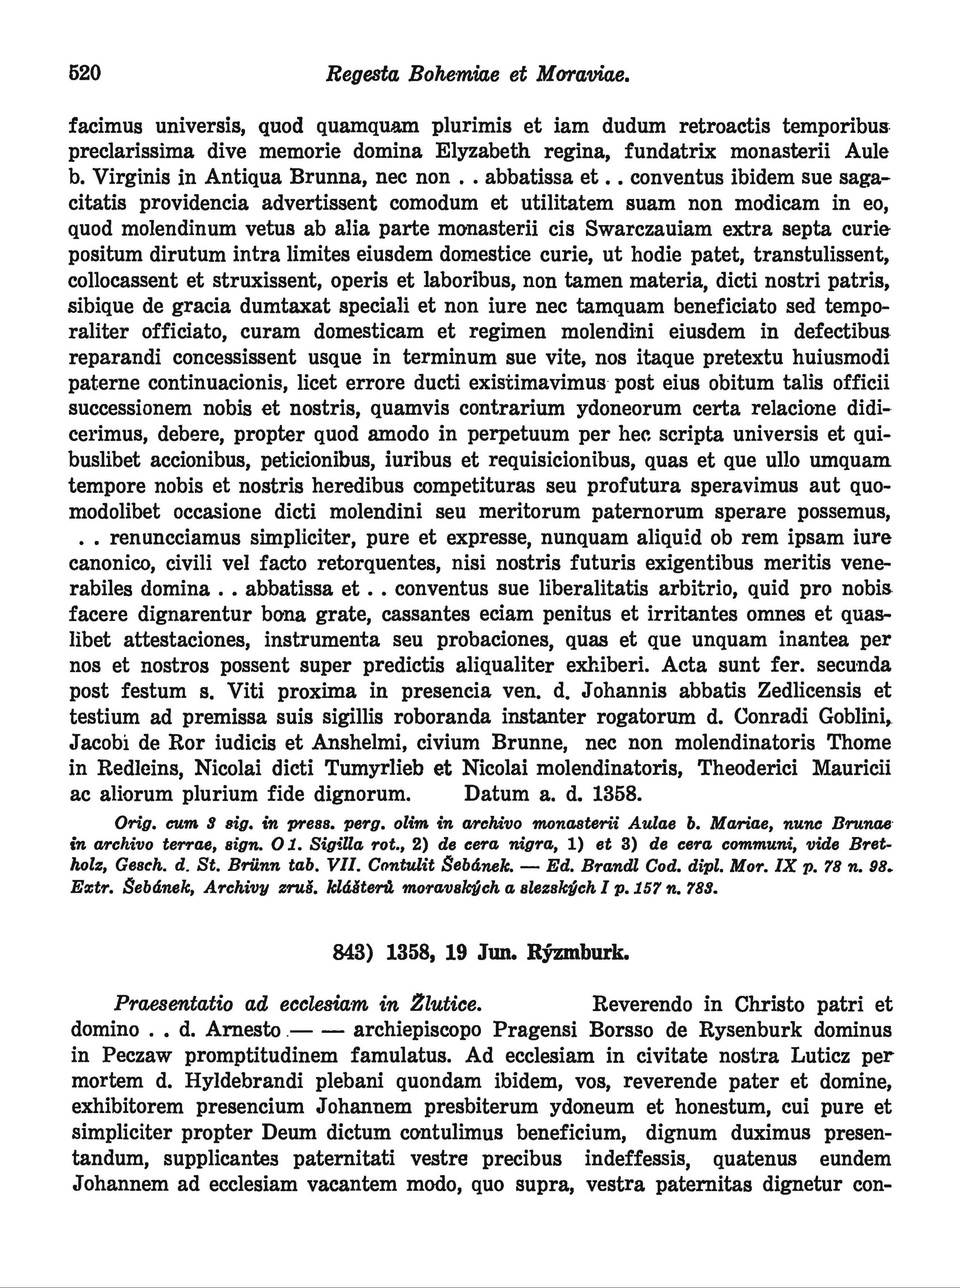 520 Regesta Bohemiae et Moraviae.
facimus universis, quod quamquam plurimis et iam dudum retroactis temporibus
preclarissima dive memorie domina Elyzabeth regina, fundatrix monasterii Aule
b. Virginis in Antiqua Brunna, nec non . . abbatissa et . . conventus ibidem sue saga-
citatis providencia advertissent comodum et utilitatem suam non modicam in eo,
quod molendinum vetus ab alia parte monasterii cis Swarczauiam extra septa curie
positum dirutum intra limites eiusdem domestice curie, ut hodie patet, transtulissent,
collocassent et struxissent, operis et laboribus, non tamen materia, dicti nostri patris,
sibique de gracia dumtaxat speciali et non iure nec tamquam beneficiato sed tempo-
raliter officiato, curam domesticam et regimen molendini eiusdem in defectibus
reparandi concessissent usque in terminum sue vite, nos itaque pretextu huiusmodi
paterne continuacionis, licet errore ducti existimavimus post eius obitum talis officii
successionem nobis et nostris, quamvis contrarium ydoneorum certa relacione didi-
cerimus, debere, propter quod amodo in perpetuum per hec scripta universis et qui-
buslibet accionibus, peticionibus, iuribus et requisicionibus, quas et que ullo umquam
tempore nobis et nostris heredibus competituras seu profutura speravimus aut quo-
modolibet occasione dicti molendini seu meritorum paternorum sperare possemus,
. . renuncciamus simpliciter, pure et expresse, nunquam aliquid ob rem ipsam iure
canonico, civili vel facto retorquentes, nisi nostris futuris exigentibus meritis vene-
rabiles domina . . abbatissa et . . conventus sue liberalitatis arbitrio, quid pro nobis
facere dignarentur bona grate, cassantes eciam penitus et irritantes omnes et quas-
libet attestaciones, instrumenta seu probaciones, quas et que unquam inantea per
nos et nostros possent super predictis aliqualiter exhiberi. Acta sunt fer. secunda
post festum s. Viti proxima in presencia ven. d. Johannis abbatis Zedlicensis et
testium ad premissa suis sigillis roboranda instanter rogatorum d. Conradi Goblini,
Jacobi de Ror iudicis et Anshelmi, civium Brunne, nec non molendinatoris Thome
in Redleins, Nicolai dicti Tumyrlieb et Nicolai molendinatoris, Theoderici Mauricii
ac aliorum plurium fide dignorum. Datum a. d. 1358.
Orig. cum 3 sig. in press. perg. olim in archivo monasterii Aulae b. Mariae, nunc Brunae
in archivo terrae, sign. O 1. Sigilla rot., 2) de cera nigra, 1) et 3) de cera communi, vide Bret-
holz, Gesch. d. St. Brünn tab. VII. Contulit Šebánek. — Ed. Brandl Cod. dipl. Mor. IX p. 78 n. 98.
Extr. Šebánek, Archivy zruš. klášterů moravských a slezských I p. 157 n. 783.
843) 1358, 19 Jun. Rýzmburk.
Praesentatio ad ecclesiam in Žlutice. Reverendo in Christo patri et
domino . . d. Arnesto — — archiepiscopo Pragensi Borsso de Rysenburk dominus
in Peczaw promptitudinem famulatus. Ad ecclesiam in civitate nostra Luticz per
mortem d. Hyldebrandi plebani quondam ibidem, vos, reverende pater et domine,
exhibitorem presencium Johannem presbiterum ydoneum et honestum, cui pure et
simpliciter propter Deum dictum contulimus beneficium, dignum duximus presen-
tandum, supplicantes paternitati vestre precibus indeffessis, quatenus eundem
Johannem ad ecclesiam vacantem modo, quo supra, vestra paternitas dignetur con-